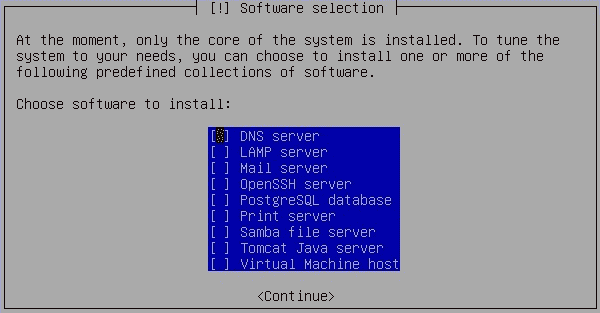 [!] Software selection
At the moment, only the core of the system is installed. To tune the
system to your needs, you can choose to install one or more of the
following predefined collections of software.
Choose software to install:
[ ] DNS server
[ ] LAMP server
[ ] Mail server
[ ] OpenSSH server
[ ] PostgreSQL database
[ ] Print server
[ ] Samba file server
[ ] Tomcat Java server
[ ] Virtual Machine host
<Continue>